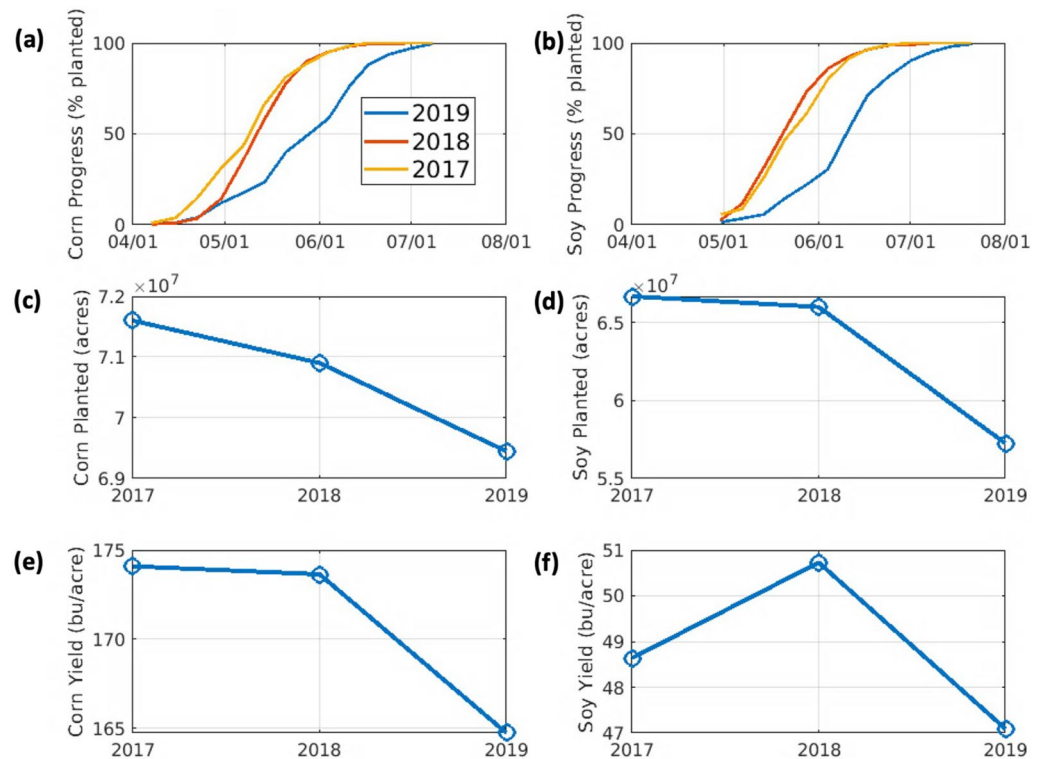 (a)
Corn Progress (% planted)
100
50
0
04/01 05/01 06/01 07/01 08/01
2019
2018
2017
(b)
Soy Progress (% planted)
100
50
0
04/01 05/01 06/01 07/01 08/01
(c)
Corn Planted (acres)
×10⁷
7.2
7.1
7
6.9
2017 2018 2019
(d)
Soy Planted (acres)
×10⁷
6.5
6
5.5
2017 2018 2019
(e)
Corn Yield (bu/acre)
175
170
165
2017 2018 2019
(f)
Soy Yield (bu/acre)
51
50
49
48
47
2017 2018 2019